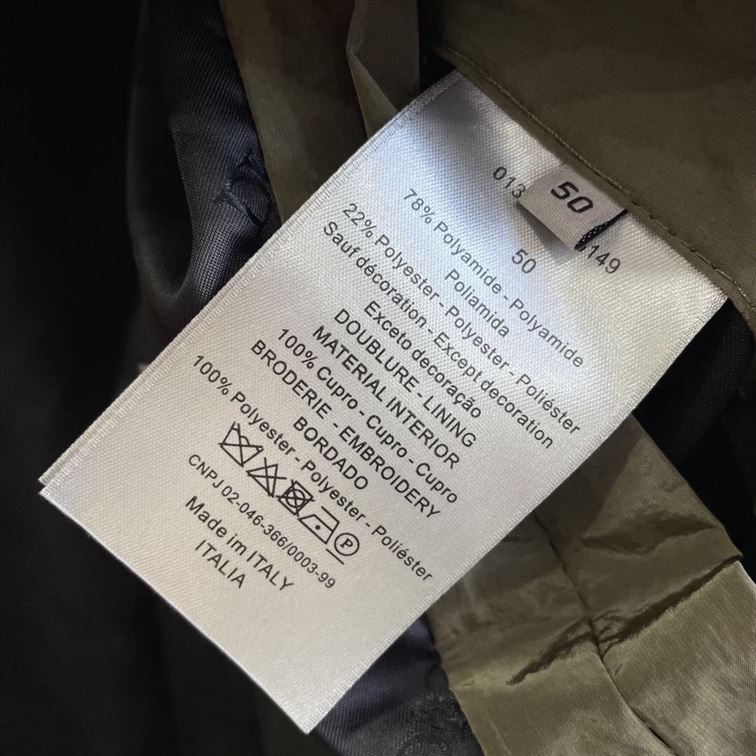 50
013
149
50
78% Polyamide - Polyamide
Poliamida
22% Polyester - Polyester - Poliéster
Sauf décoration - Except decoration
Exceto decoração
DOUBLURE - LINING
MATERIAL INTERIOR
100% Cupro - Cupro - Cupro
BRODERIE - EMBROIDERY
BORDADO
100% Polyester - Polyester - Poliéster
P
CNPJ 02-046-366/0003-99
Made im ITALY
ITALIA